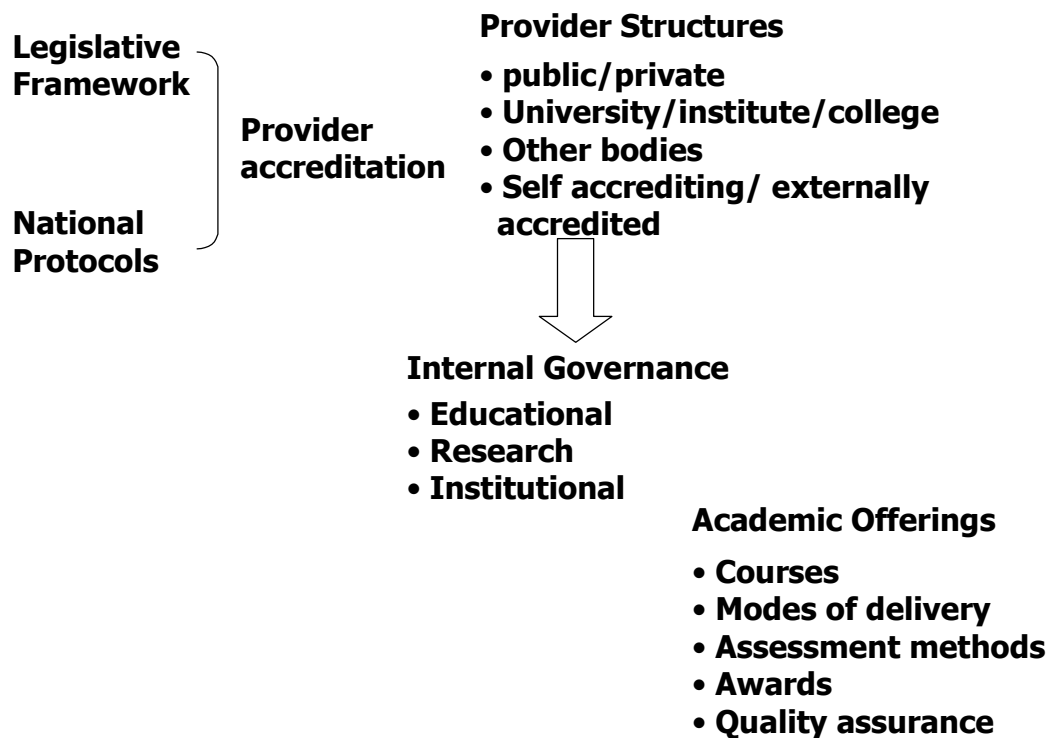 Legislative
Framework
National
Protocols
Provider
accreditation
Provider Structures
• public/private
• University/institute/college
• Other bodies
• Self accrediting/ externally
accredited
Internal Governance
• Educational
• Research
• Institutional
Academic Offerings
• Courses
• Modes of delivery
• Assessment methods
• Awards
• Quality assurance